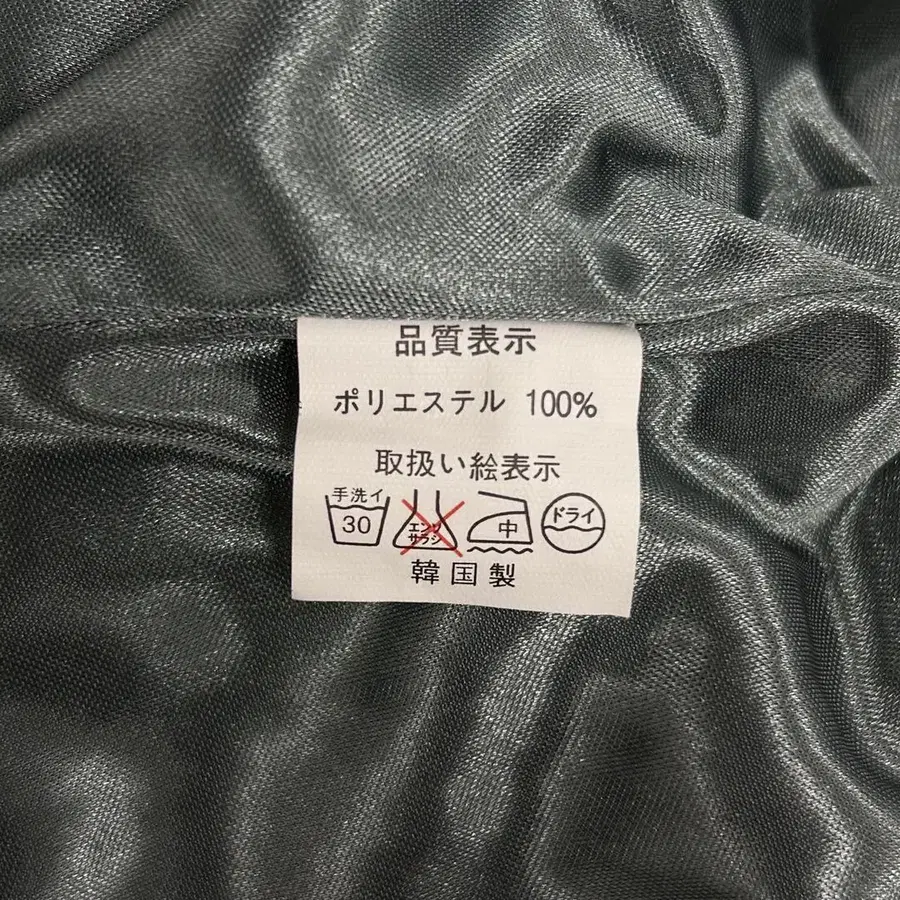 品質表示
ポリエステル 100%
取扱い絵表示
手洗イ
30
エンソ
サラシ
中
ドライ
韓国製